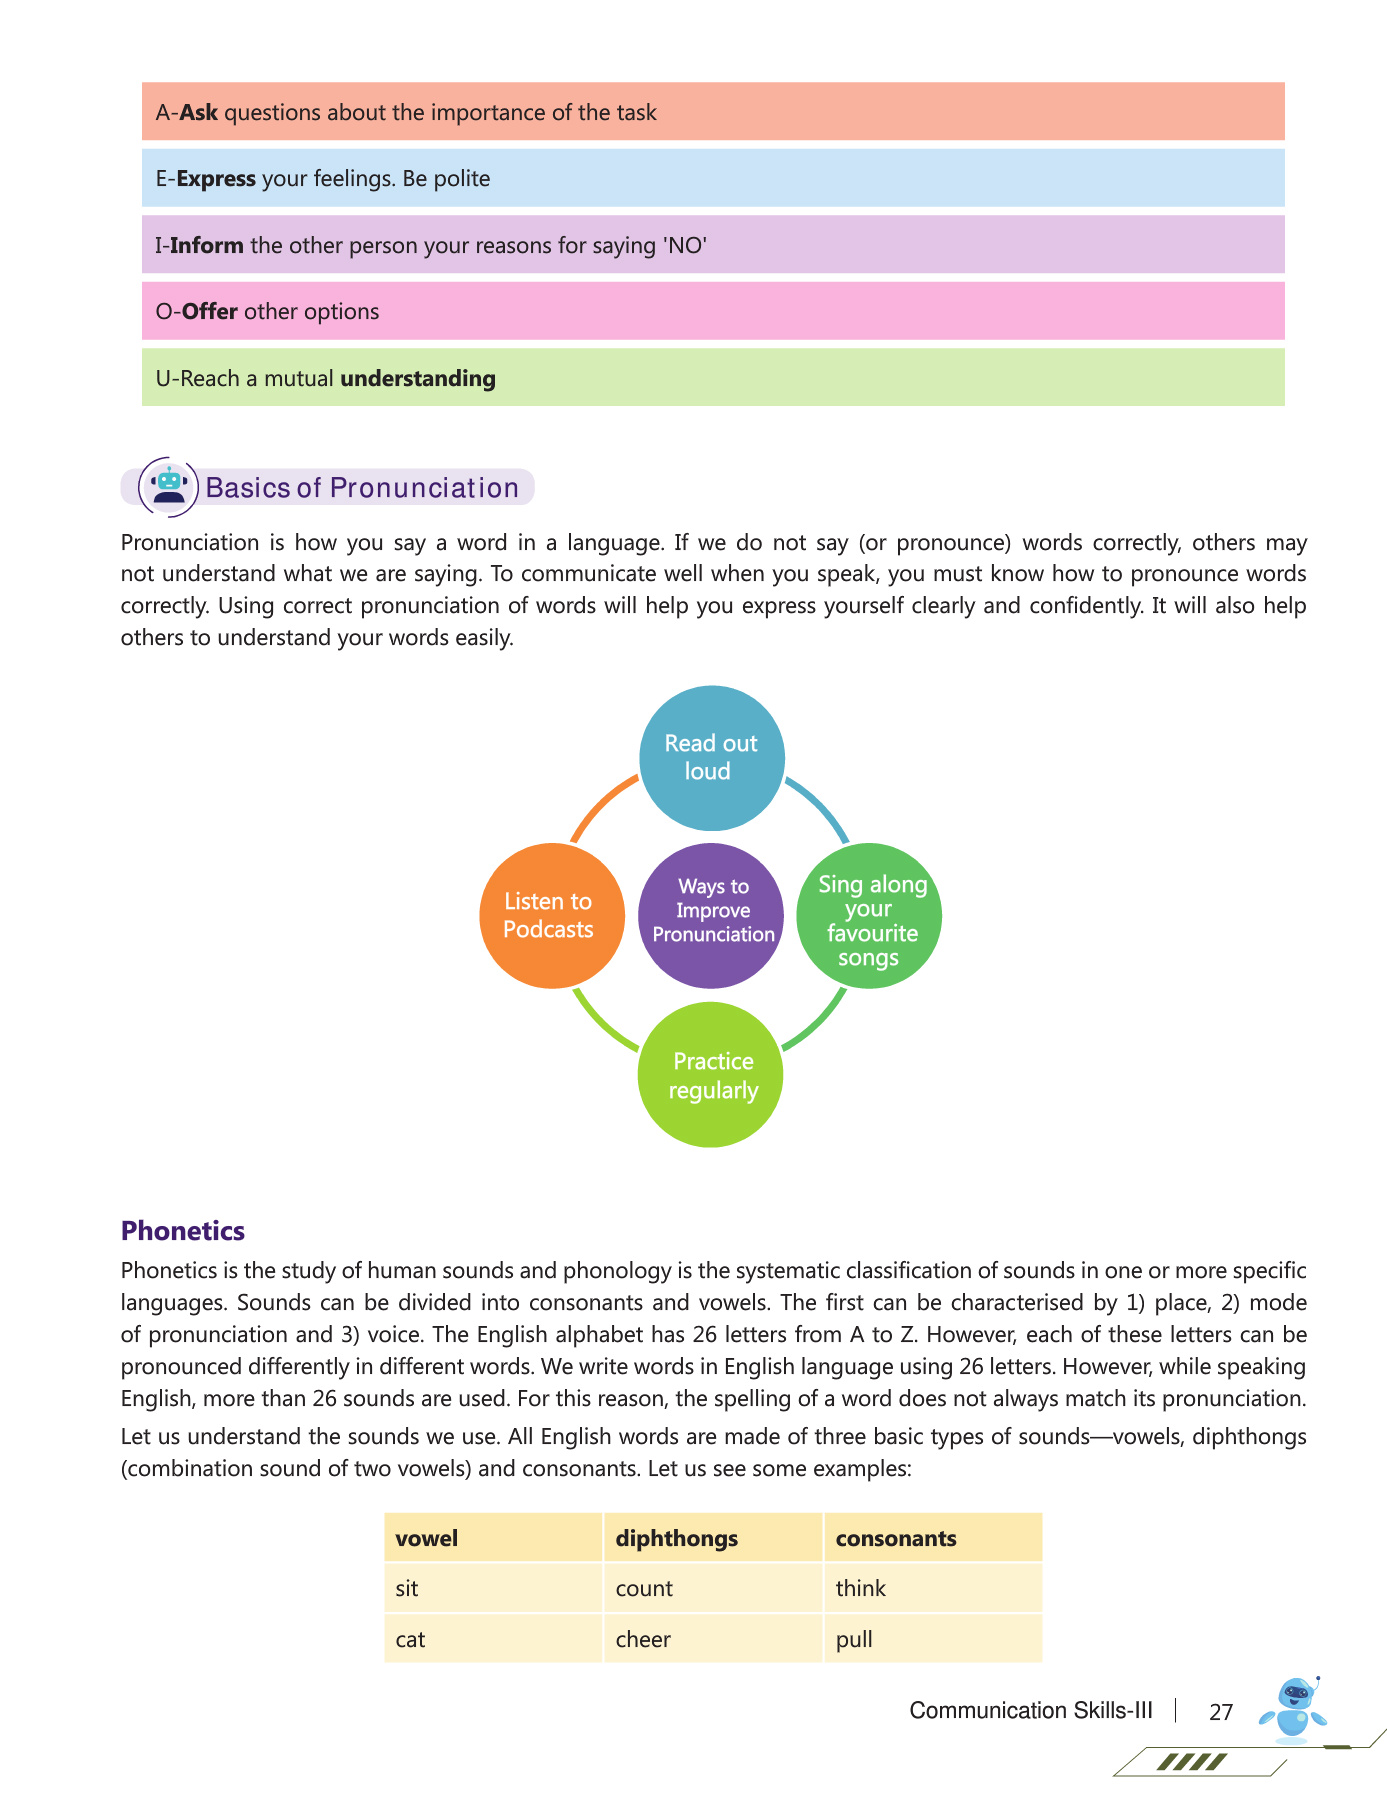 A-Ask questions about the importance of the task
E-Express your feelings. Be polite
I-Inform the other person your reasons for saying 'NO'
O-Offer other options
U-Reach a mutual understanding
Basics of Pronunciation
Pronunciation is how you say a word in a language. If we do not say (or pronounce) words correctly, others may
not understand what we are saying. To communicate well when you speak, you must know how to pronounce words
correctly. Using correct pronunciation of words will help you express yourself clearly and confidently. It will also help
others to understand your words easily.
Read out
loud
Listen to
Podcasts
Ways to
Improve
Pronunciation
Sing along
your
favourite
songs
Practice
regularly
Phonetics
Phonetics is the study of human sounds and phonology is the systematic classification of sounds in one or more specific
languages. Sounds can be divided into consonants and vowels. The first can be characterised by 1) place, 2) mode
of pronunciation and 3) voice. The English alphabet has 26 letters from A to Z. However, each of these letters can be
pronounced differently in different words. We write words in English language using 26 letters. However, while speaking
English, more than 26 sounds are used. For this reason, the spelling of a word does not always match its pronunciation.
Let us understand the sounds we use. All English words are made of three basic types of sounds—vowels, diphthongs
(combination sound of two vowels) and consonants. Let us see some examples:
vowel diphthongs consonants
sit count think
cat cheer pull
Communication Skills-III 27